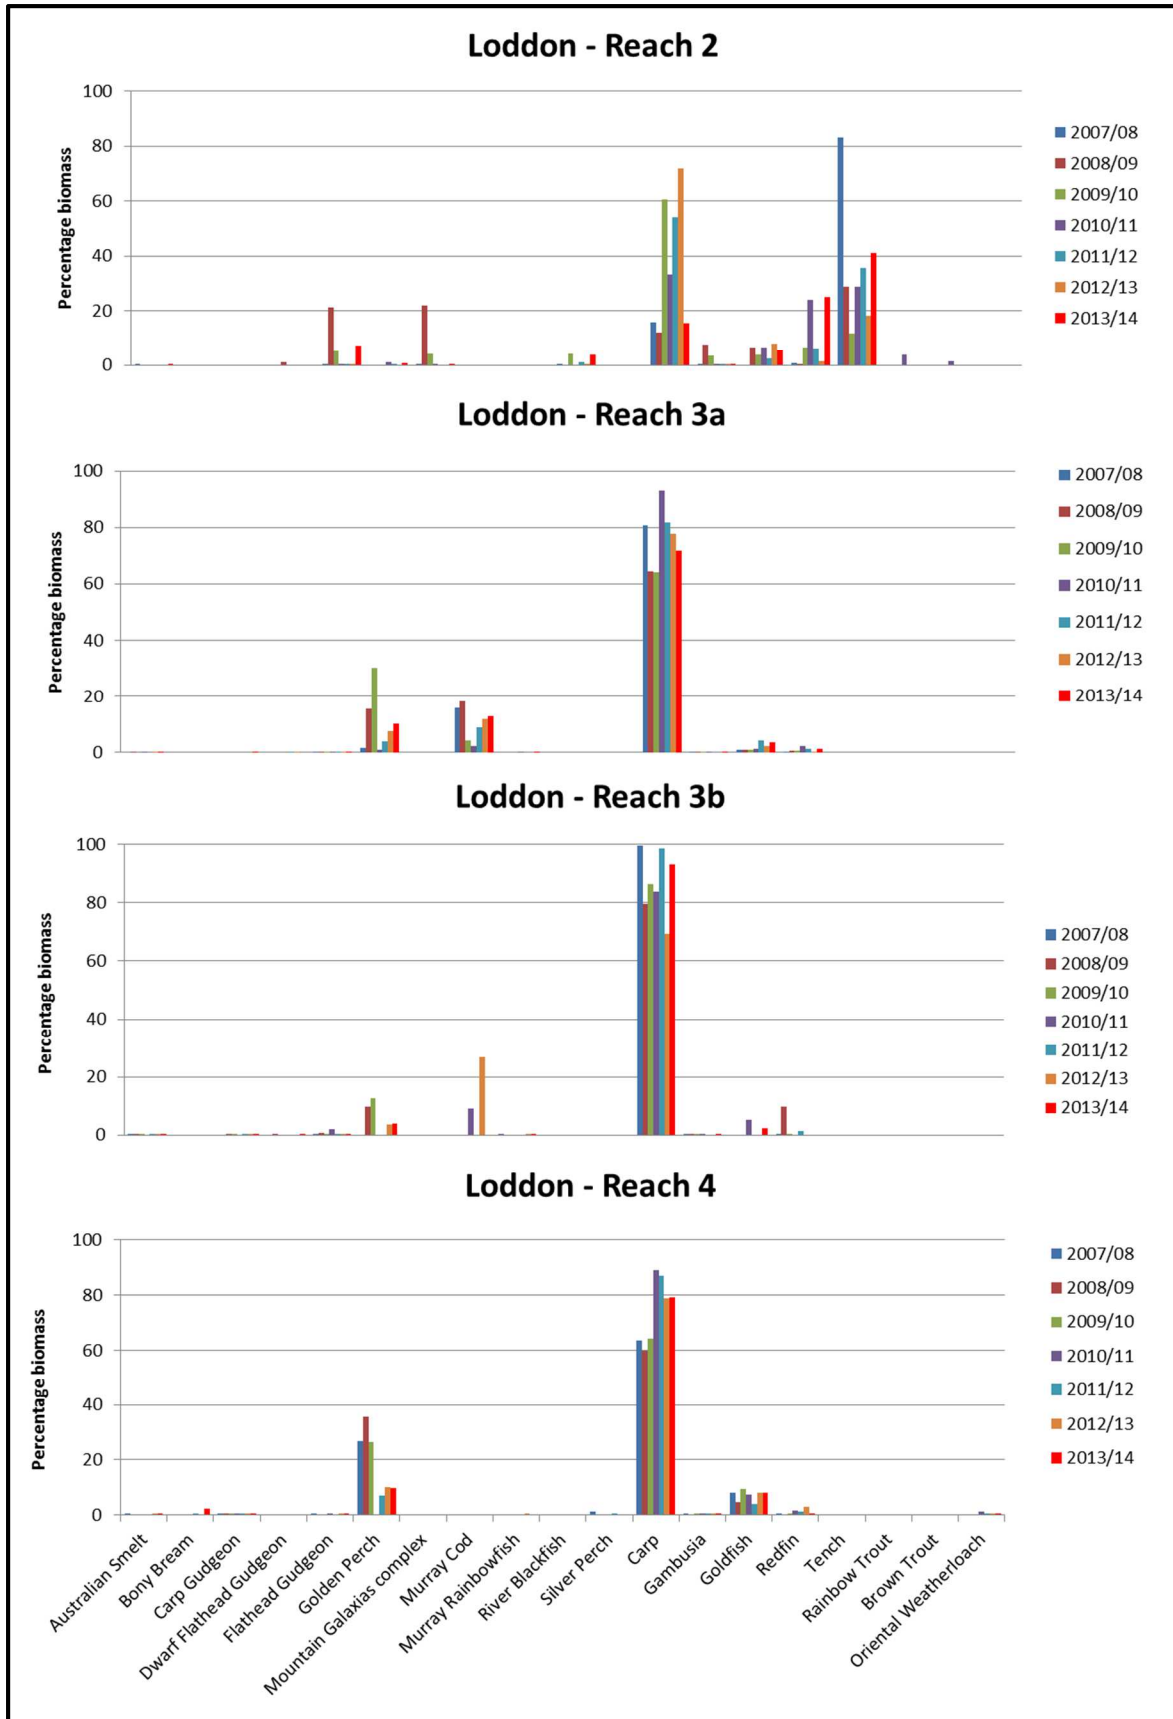 Loddon - Reach 2
100
80
60
40
20
0
Percentage biomass
2007/08
2008/09
2009/10
2010/11
2011/12
2012/13
2013/14
Loddon - Reach 3a
100
80
60
40
20
0
Percentage biomass
2007/08
2008/09
2009/10
2010/11
2011/12
2012/13
2013/14
Loddon - Reach 3b
100
80
60
40
20
0
Percentage biomass
2007/08
2008/09
2009/10
2010/11
2011/12
2012/13
2013/14
Loddon - Reach 4
100
80
60
40
20
0
Percentage biomass
2007/08
2008/09
2009/10
2010/11
2011/12
2012/13
2013/14
Australian Smelt
Bony Bream
Carp Gudgeon
Dwarf Flathead Gudgeon
Flathead Gudgeon
Golden Perch
Mountain Galaxias complex
Murray Cod
Murray Rainbowfish
River Blackfish
Silver Perch
Carp
Gambusia
Goldfish
Redfin
Tench
Rainbow Trout
Brown Trout
Oriental Weatherloach